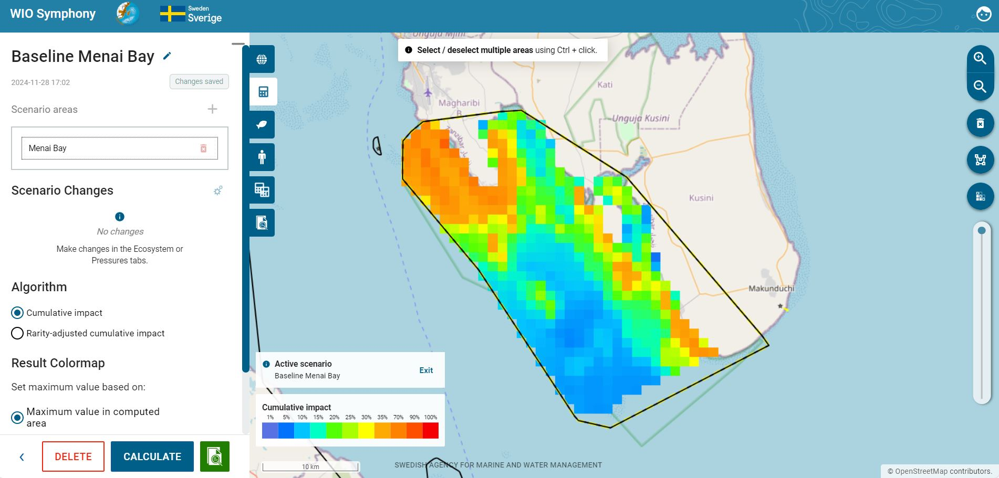 WIO Symphony
Sweden
Sverige
Baseline Menai Bay
2024-11-28 17:02
Changes saved
Scenario areas
Menai Bay
Scenario Changes
No changes
Make changes in the Ecosystem or
Pressures tabs.
Algorithm
Cumulative impact
Rarity-adjusted cumulative impact
Result Colormap
Set maximum value based on:
Maximum value in computed
area
DELETE
CALCULATE
Select / deselect multiple areas using Ctrl + click.
Unguja Mjini
Kati
Magharibi
B
Unguja Kusini
Kusini
Makunduchi
Active scenario
Baseline Menai Bay
Exit
Cumulative impact
1% 5% 10% 15% 20% 25% 30% 35% 70% 90% 100%
10 km
SWEDISH AGENCY FOR MARINE AND WATER MANAGEMENT
© OpenStreetMap contributors.